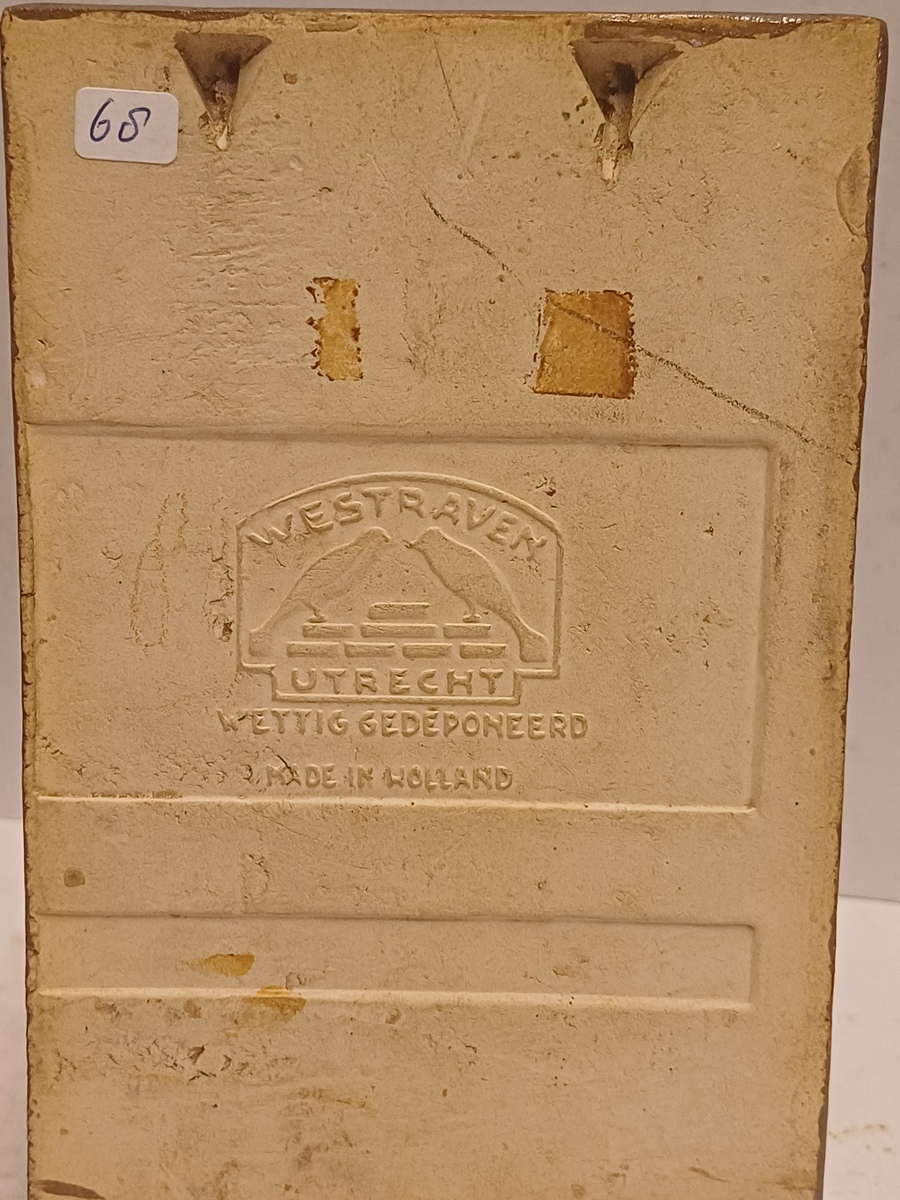 68
WESTRAVEN
UTRECHT
WETTIG GEDEPONEERD
MADE IN HOLLAND